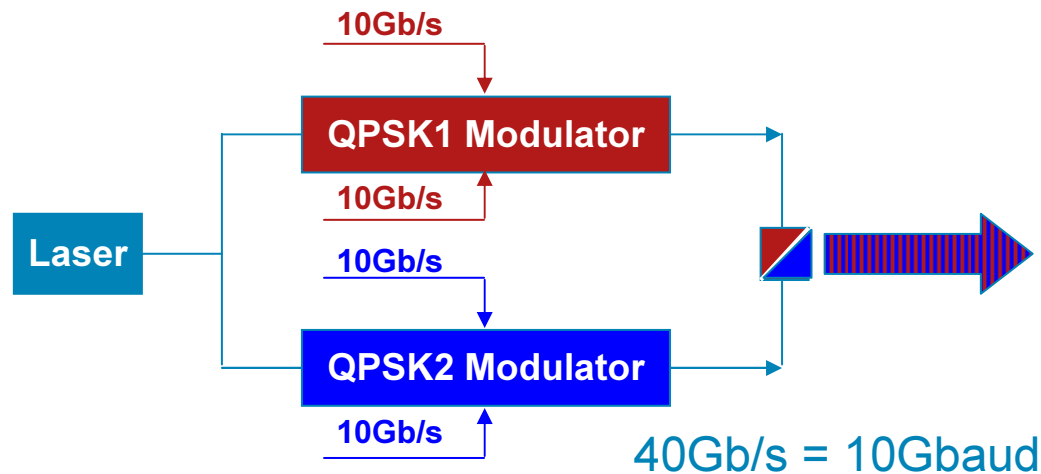 10Gb/s
QPSK1 Modulator
10Gb/s
Laser
10Gb/s
QPSK2 Modulator
10Gb/s
40Gb/s = 10Gbaud